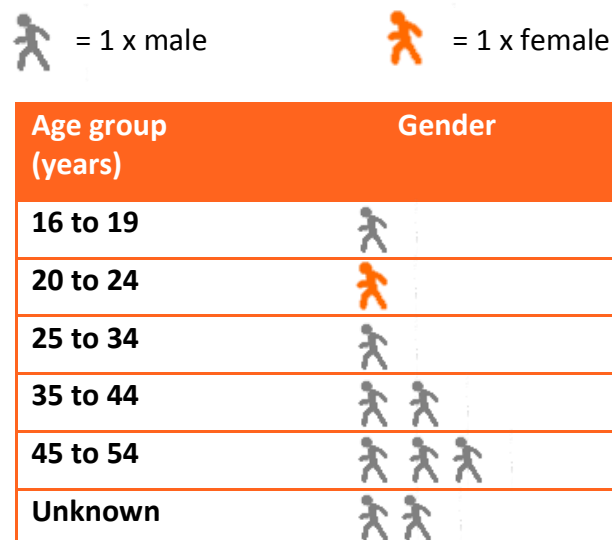 = 1 x male = 1 x female
Age group Gender
(years)
16 to 19
20 to 24
25 to 34
35 to 44
45 to 54
Unknown